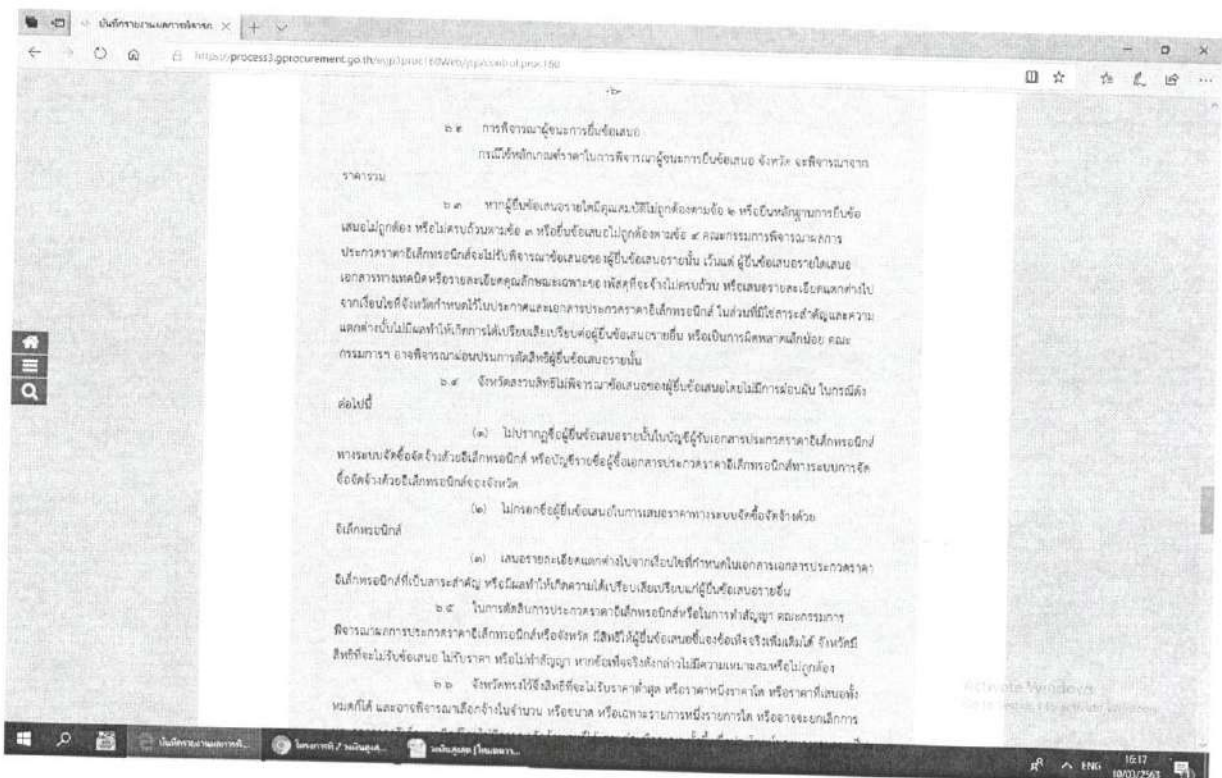 บันทึกรายงานผลการพิจารณ
https://process3.gprocurement.go.th/egp3proc160Web/jsp/control.proc160
-๖-
๖.๒ การพิจารณาผู้ชนะการยื่นข้อเสนอ
กรณีใช้หลักเกณฑ์ราคาในการพิจารณาผู้ชนะการยื่นข้อเสนอ จังหวัด จะพิจารณาจาก
ราคารวม
๖.๓ หากผู้ยื่นข้อเสนอรายใดมีคุณสมบัติไม่ถูกต้องตามข้อ ๒ หรือยื่นหลักฐานการยื่นข้อ
เสนอไม่ถูกต้อง หรือไม่ครบถ้วนตามข้อ ๓ หรือยื่นข้อเสนอไม่ถูกต้องตามข้อ ๔ คณะกรรมการพิจารณาผลการ
ประกวดราคาอิเล็กทรอนิกส์จะไม่รับพิจารณาข้อเสนอของผู้ยื่นข้อเสนอรายนั้น เว้นแต่ ผู้ยื่นข้อเสนอรายใดเสนอ
เอกสารทางเทคนิคหรือรายละเอียดคุณลักษณะเฉพาะของพัสดุที่จะจ้างไม่ครบถ้วน หรือเสนอรายละเอียดแตกต่างไป
จากเงื่อนไขที่จังหวัดกำหนดไว้ในประกาศและเอกสารประกวดราคาอิเล็กทรอนิกส์ ในส่วนที่มิใช่สาระสำคัญและความ
แตกต่างนั้นไม่มีผลทำให้เกิดการได้เปรียบเสียเปรียบต่อผู้ยื่นข้อเสนอรายอื่น หรือเป็นการผิดพลาดเล็กน้อย คณะ
กรรมการฯ อาจพิจารณาผ่อนปรนการตัดสิทธิผู้ยื่นข้อเสนอรายนั้น
๖.๔ จังหวัดสงวนสิทธิไม่พิจารณาข้อเสนอของผู้ยื่นข้อเสนอโดยไม่มีการผ่อนผัน ในกรณีดัง
ต่อไปนี้
(๑) ไม่ปรากฏชื่อผู้ยื่นข้อเสนอรายนั้นในบัญชีผู้รับเอกสารประกวดราคาอิเล็กทรอนิกส์
ทางระบบจัดซื้อจัดจ้างด้วยอิเล็กทรอนิกส์ หรือบัญชีรายชื่อผู้ซื้อเอกสารประกวดราคาอิเล็กทรอนิกส์ทางระบบการจัด
ซื้อจัดจ้างด้วยอิเล็กทรอนิกส์ของจังหวัด
(๒) ไม่กรอกชื่อผู้ยื่นข้อเสนอในการเสนอราคาทางระบบจัดซื้อจัดจ้างด้วย
อิเล็กทรอนิกส์
(๓) เสนอรายละเอียดแตกต่างไปจากเงื่อนไขที่กำหนดในเอกสารเอกสารประกวดราคา
อิเล็กทรอนิกส์ที่เป็นสาระสำคัญ หรือมีผลทำให้เกิดความได้เปรียบเสียเปรียบแก่ผู้ยื่นข้อเสนอรายอื่น
๖.๕ ในการตัดสินการประกวดราคาอิเล็กทรอนิกส์หรือในการทำสัญญา คณะกรรมการ
พิจารณาผลการประกวดราคาอิเล็กทรอนิกส์หรือจังหวัด มีสิทธิให้ผู้ยื่นข้อเสนอชี้แจงข้อเท็จจริงเพิ่มเติมได้ จังหวัดมี
สิทธิที่จะไม่รับข้อเสนอ ไม่รับราคา หรือไม่ทำสัญญา หากข้อเท็จจริงดังกล่าวไม่มีความเหมาะสมหรือไม่ถูกต้อง
๖.๖ จังหวัดทรงไว้ซึ่งสิทธิที่จะไม่รับราคาต่ำสุด หรือราคาหนึ่งราคาใด หรือราคาที่เสนอทั้ง
หมดก็ได้ และอาจพิจารณาเลือกจ้างในจำนวน หรือขนาด หรือเฉพาะรายการหนึ่งรายการใด หรืออาจจะยกเลิกการ
Activate Windows
บันทึกรายงานผลการพิ...
ENG
16:17
10/03/2563